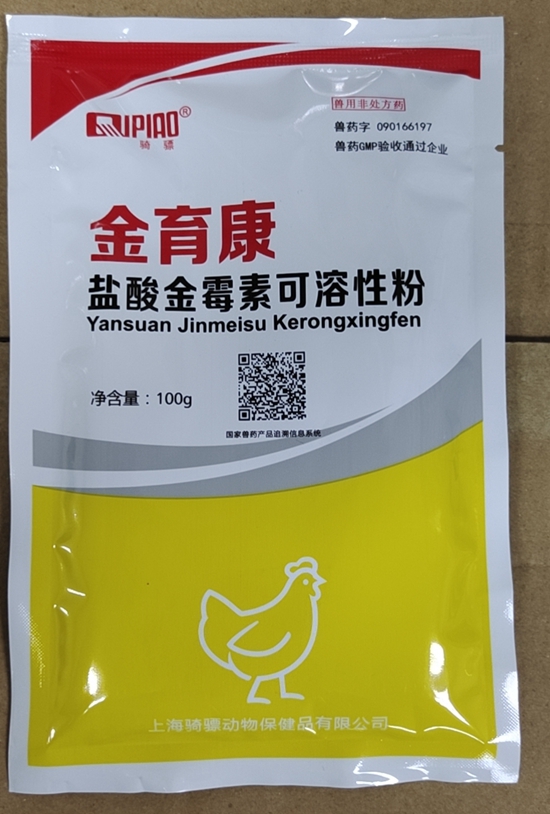 兽用非处方药
QIPIAO®
骑骠
兽药字 090166197
兽药GMP验收通过企业
金育康
盐酸金霉素可溶性粉
Yansuan Jinmeisu Kerongxingfen
净含量：100g
国家兽药产品追溯信息系统
上海骑骠动物保健品有限公司